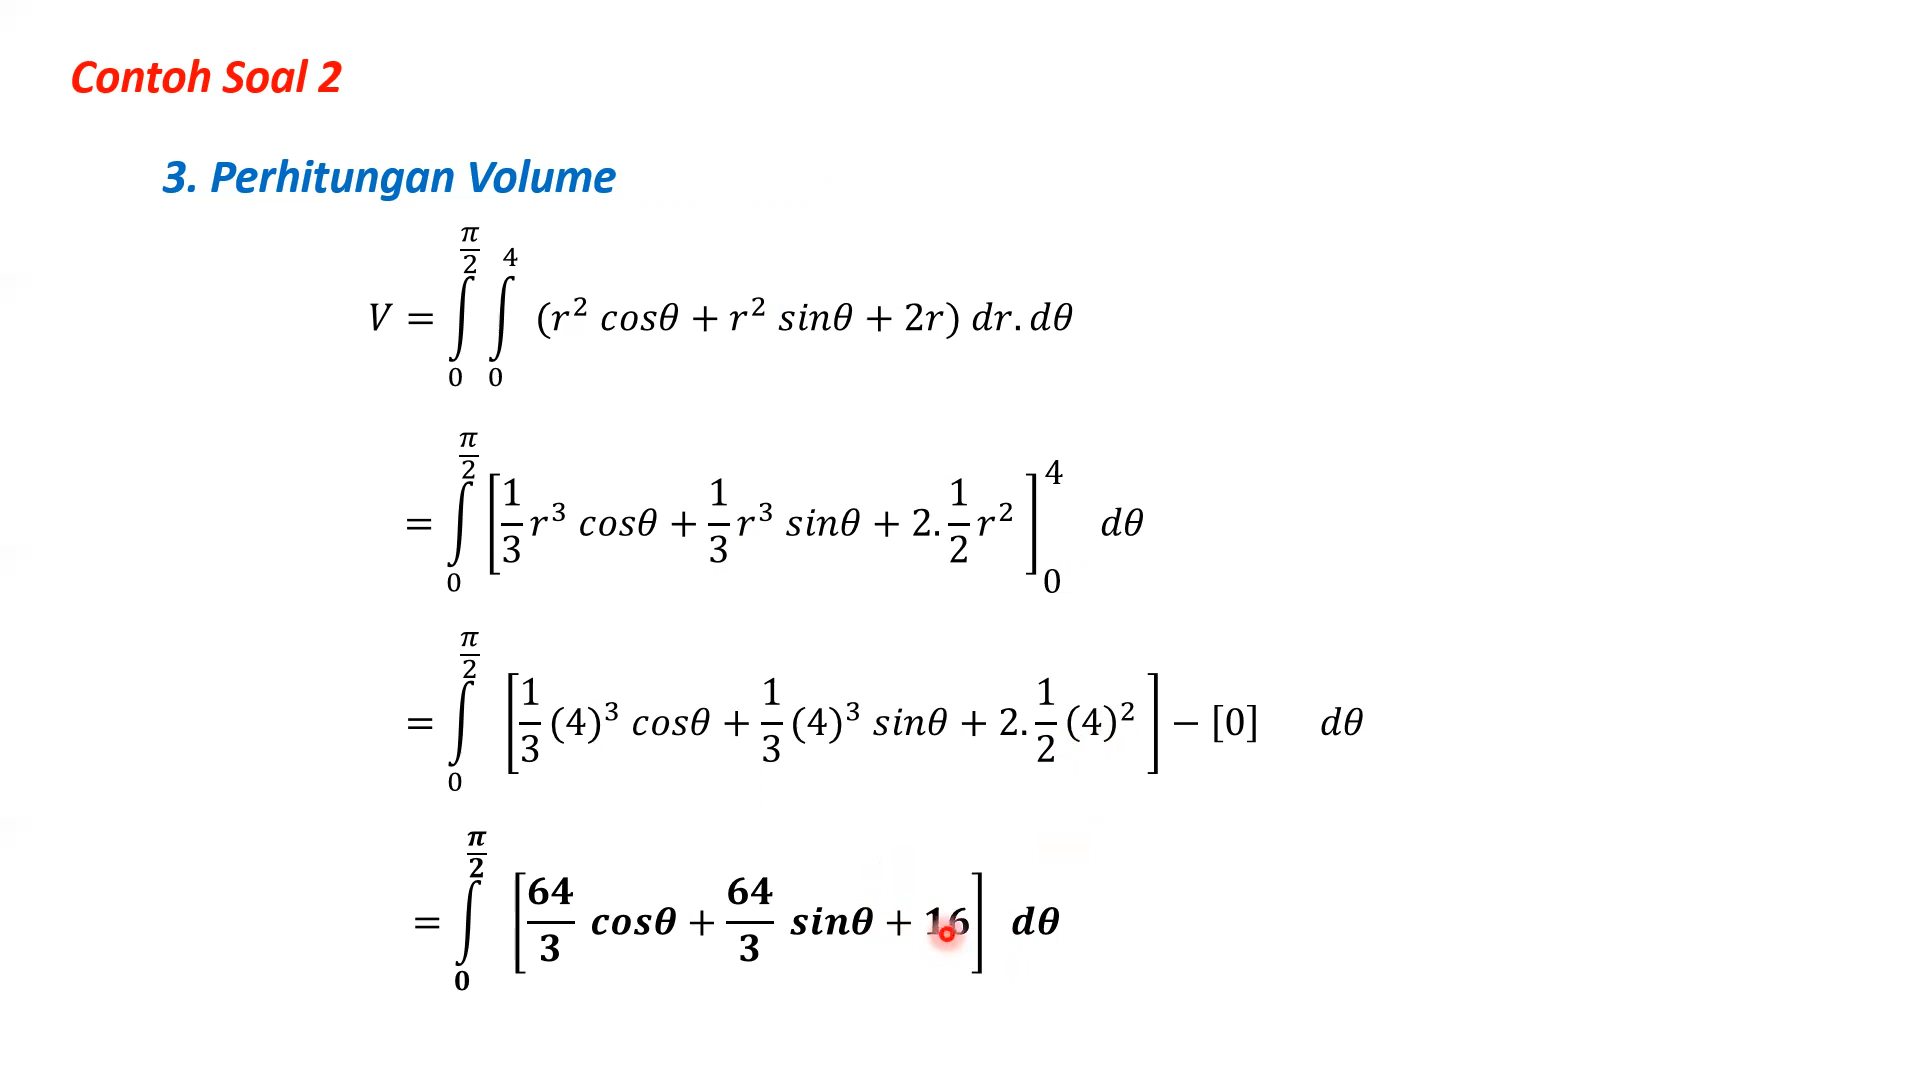 Contoh Soal 2
3. Perhitungan Volume
V = ∫₀^{π/2} ∫₀^4 (r² cosθ + r² sinθ + 2r) dr. dθ
= ∫₀^{π/2} [1/3 r³ cosθ + 1/3 r³ sinθ + 2. 1/2 r²]₀^4 dθ
= ∫₀^{π/2} [1/3 (4)³ cosθ + 1/3 (4)³ sinθ + 2. 1/2 (4)²] − [0] dθ
= ∫₀^{π/2} [64/3 cosθ + 64/3 sinθ + 16] dθ